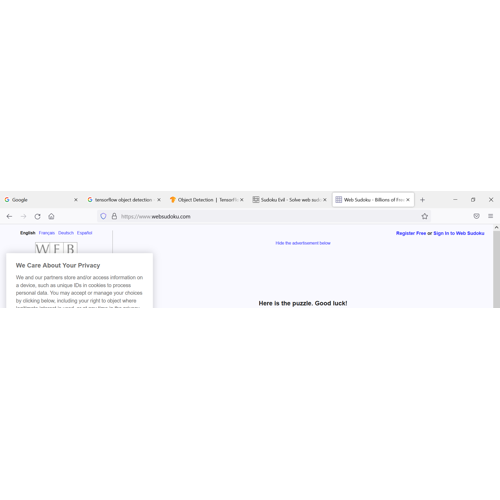 Google
tensorflow object detection
Object Detection | TensorFl
Sudoku Evil - Solve web sud
Web Sudoku - Billions of Free
https://www.websudoku.com
English Français Deutsch Español
Register Free or Sign In to Web Sudoku
Hide the advertisement below
WEB
We Care About Your Privacy
We and our partners store and/or access information
on a device, such as unique IDs in cookies to process
personal data. You may accept or manage your choices
by clicking below, including your right to object where
Here is the puzzle. Good luck!